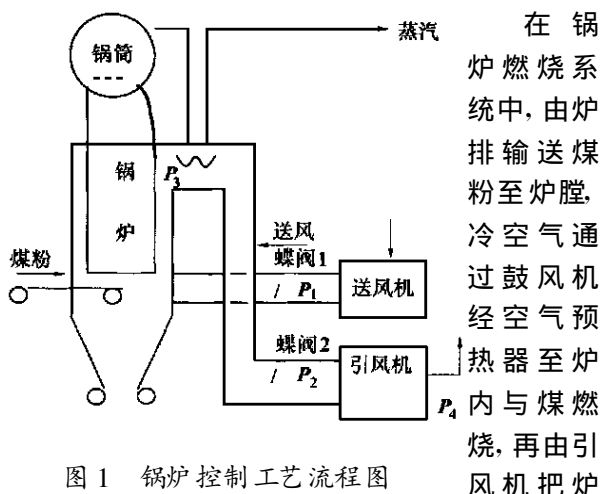 锅筒
蒸汽
锅
炉
P3
煤粉
送风
蝶阀1
/ P1
送风机
蝶阀2
/ P2
引风机
P4
图 1 锅炉控制工艺流程图
在锅
炉燃烧系
统中, 由炉
排输送煤
粉至炉膛,
冷空气通
过鼓风机
经空气预
热器至炉
内与煤燃
烧, 再由引
风机把炉